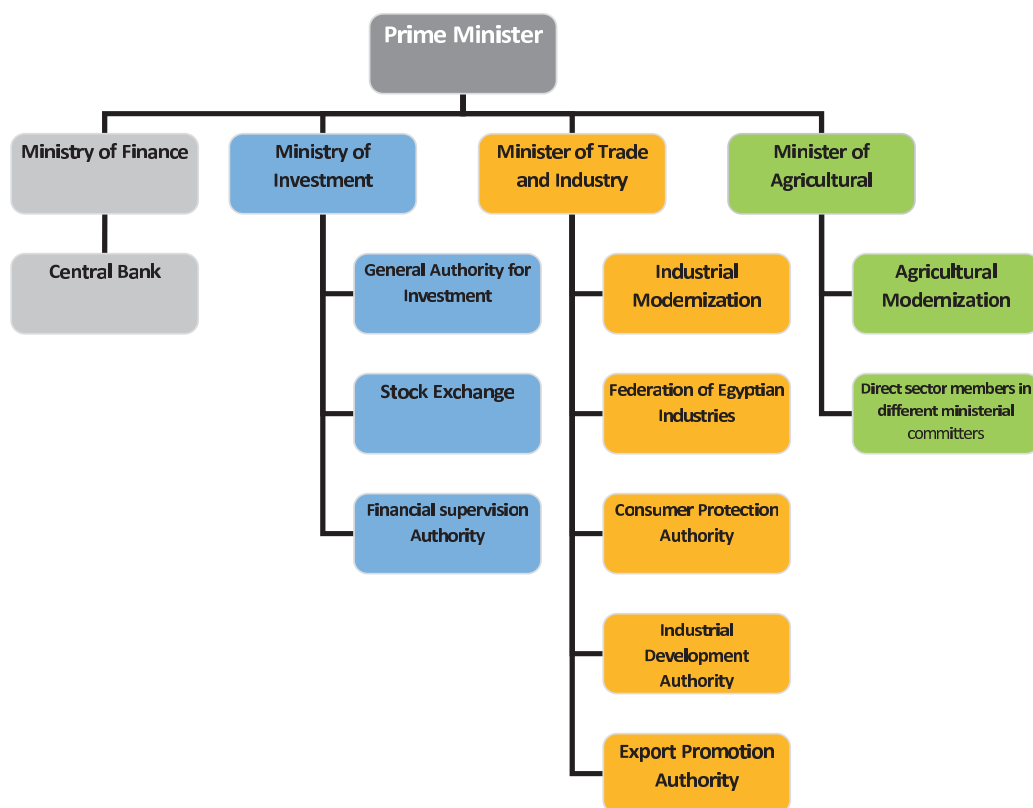 Prime Minister
Ministry of Finance
Central Bank
Ministry of
Investment
General Authority for
Investment
Stock Exchange
Financial supervision
Authority
Minister of Trade
and Industry
Industrial
Modernization
Federation of Egyptian
Industries
Consumer Protection
Authority
Industrial
Development
Authority
Export Promotion
Authority
Minister of
Agricultural
Agricultural
Modernization
Direct sector members in
different ministerial
committers